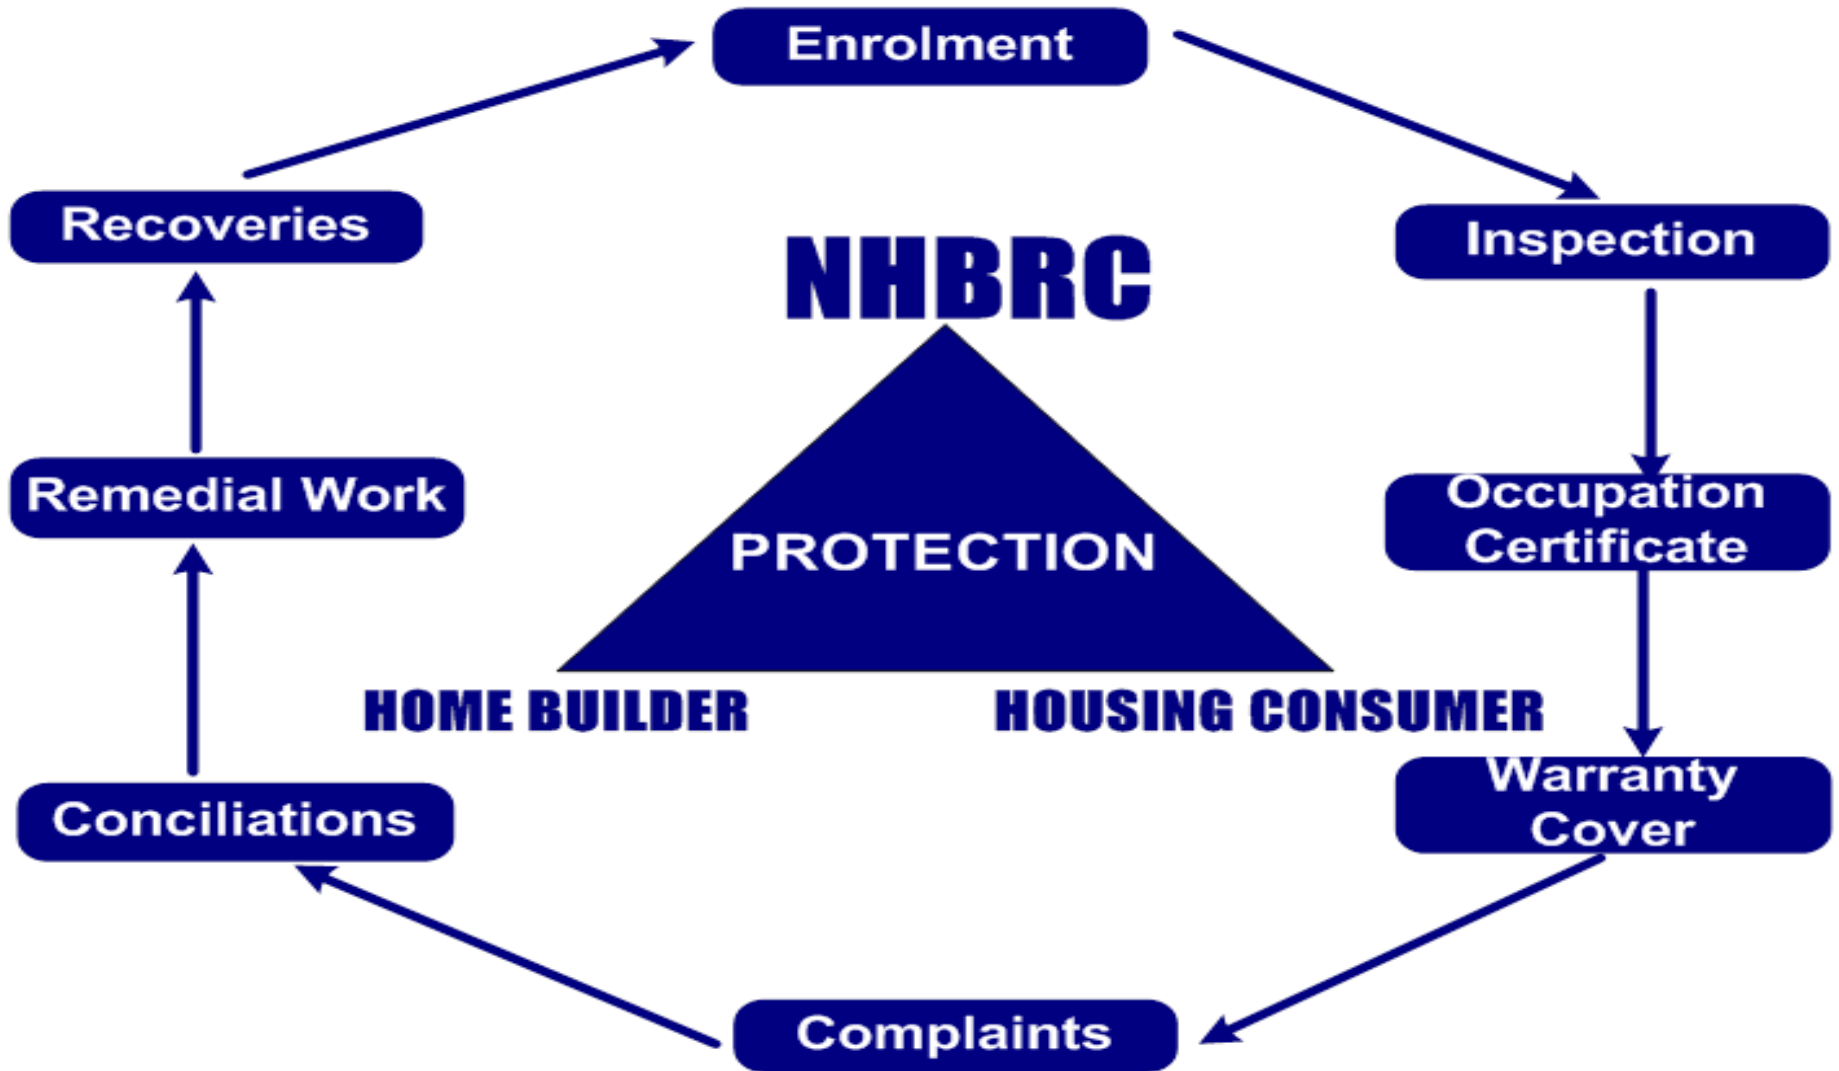 Enrolment
Recoveries
Inspection
NHBRC
Remedial Work
Occupation
Certificate
PROTECTION
HOME BUILDER
HOUSING CONSUMER
Conciliations
Warranty
Cover
Complaints